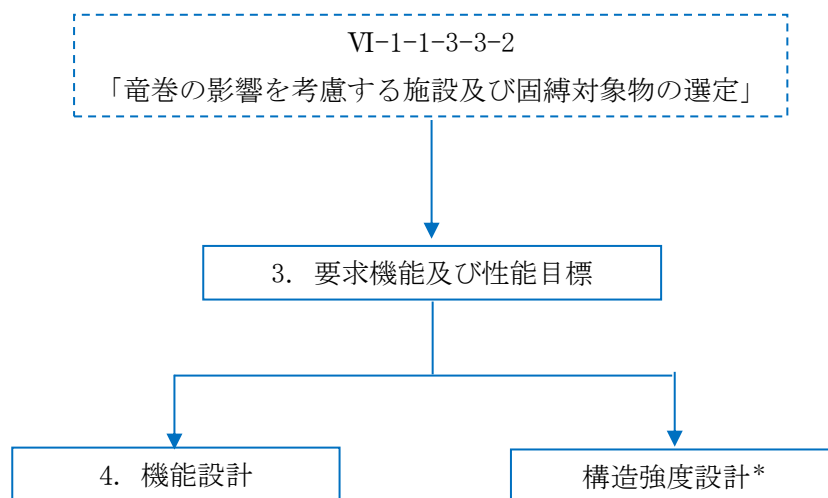 Ⅵ-1-1-3-3-2
「竜巻の影響を考慮する施設及び固縛対象物の選定」
3. 要求機能及び性能目標
4. 機能設計
構造強度設計*